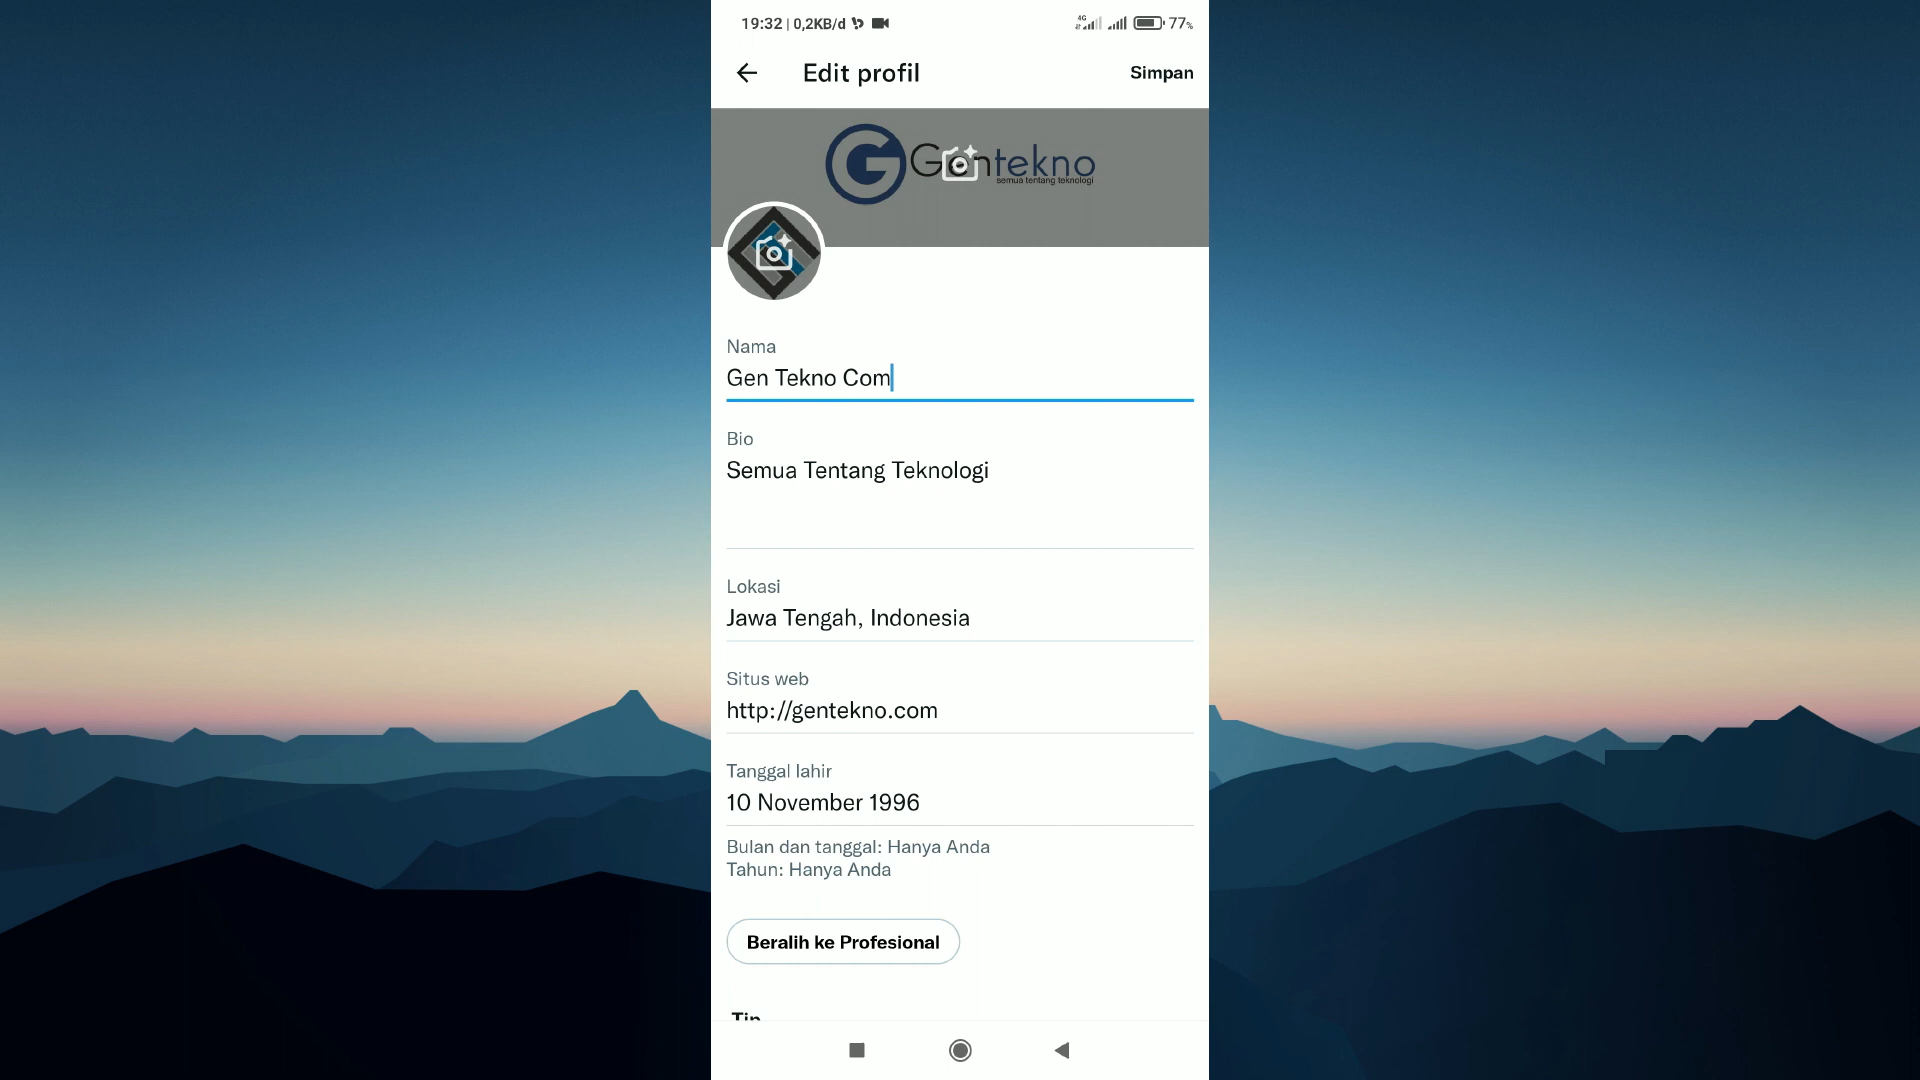 19:32 | 0,2KB/d
4G
77%
Edit profil
Simpan
G Gentekno
semua tentang teknologi
Nama
Gen Tekno Com
Bio
Semua Tentang Teknologi
Lokasi
Jawa Tengah, Indonesia
Situs web
http://gentekno.com
Tanggal lahir
10 November 1996
Bulan dan tanggal: Hanya Anda
Tahun: Hanya Anda
Beralih ke Profesional
Tip